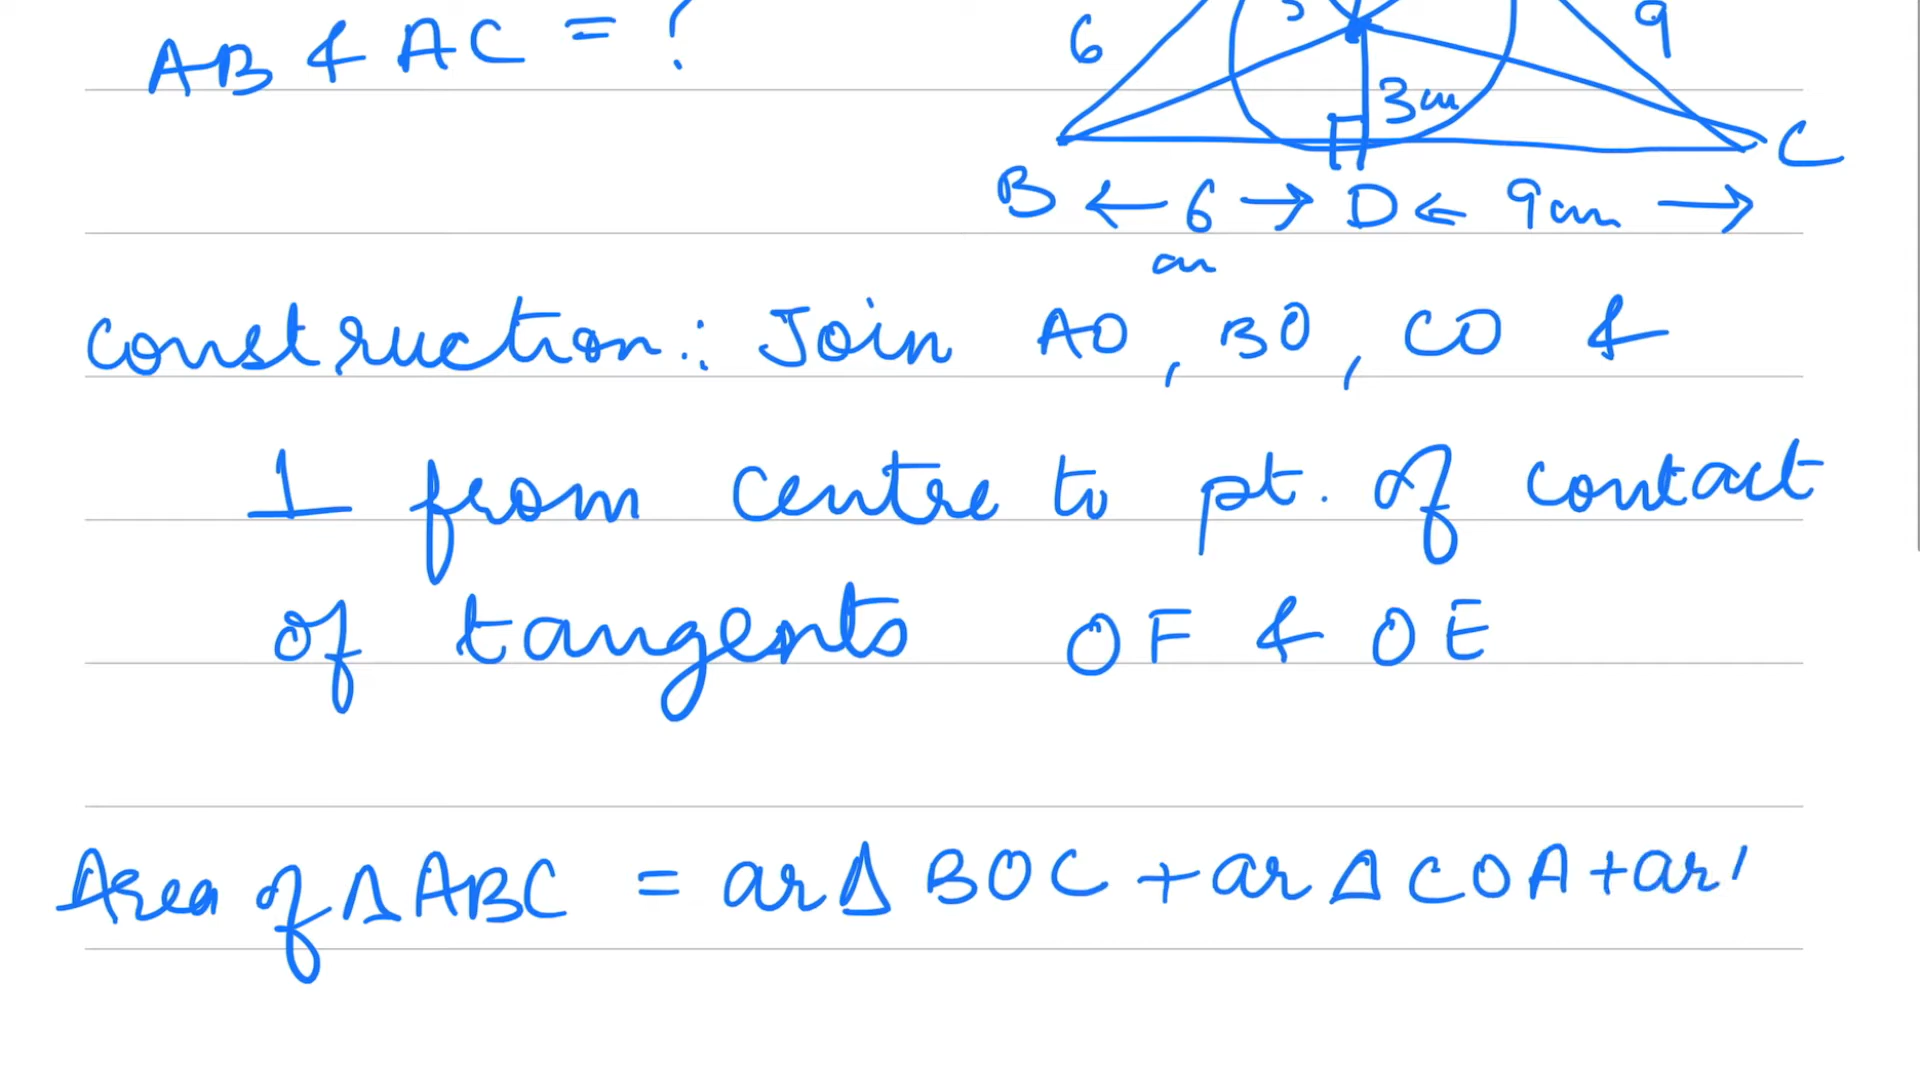 AB & AC = ?
6
3
9
3cm
B ← 6 → D ← 9cm → C
cm
construction:: Join AO, BO, CO &
⊥ from centre to pt. of contact
of tangents OF & OE
Area of Δ ABC = ar Δ BOC + ar Δ COA + ar